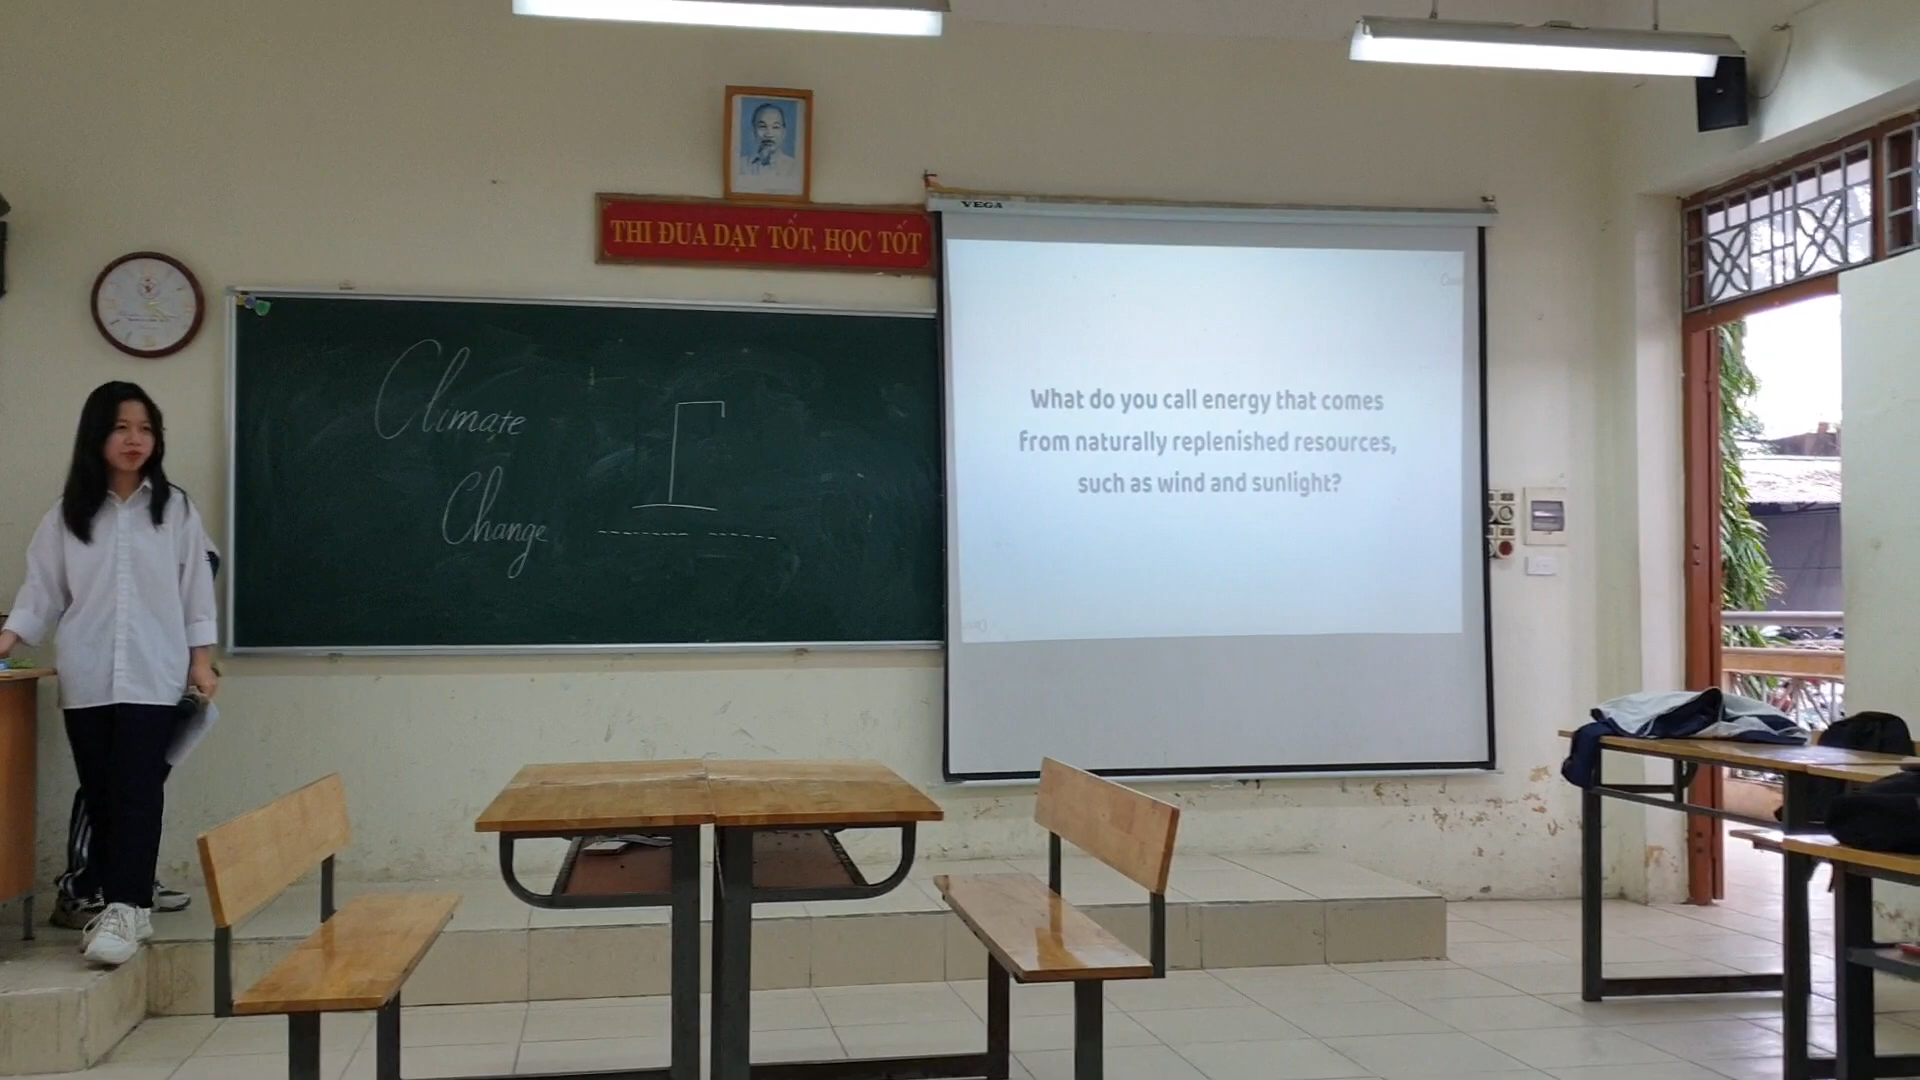 THI ĐUA DẠY TỐT, HỌC TỐT
VEGA
Climate
Change
What do you call energy that comes
from naturally replenished resources,
such as wind and sunlight?